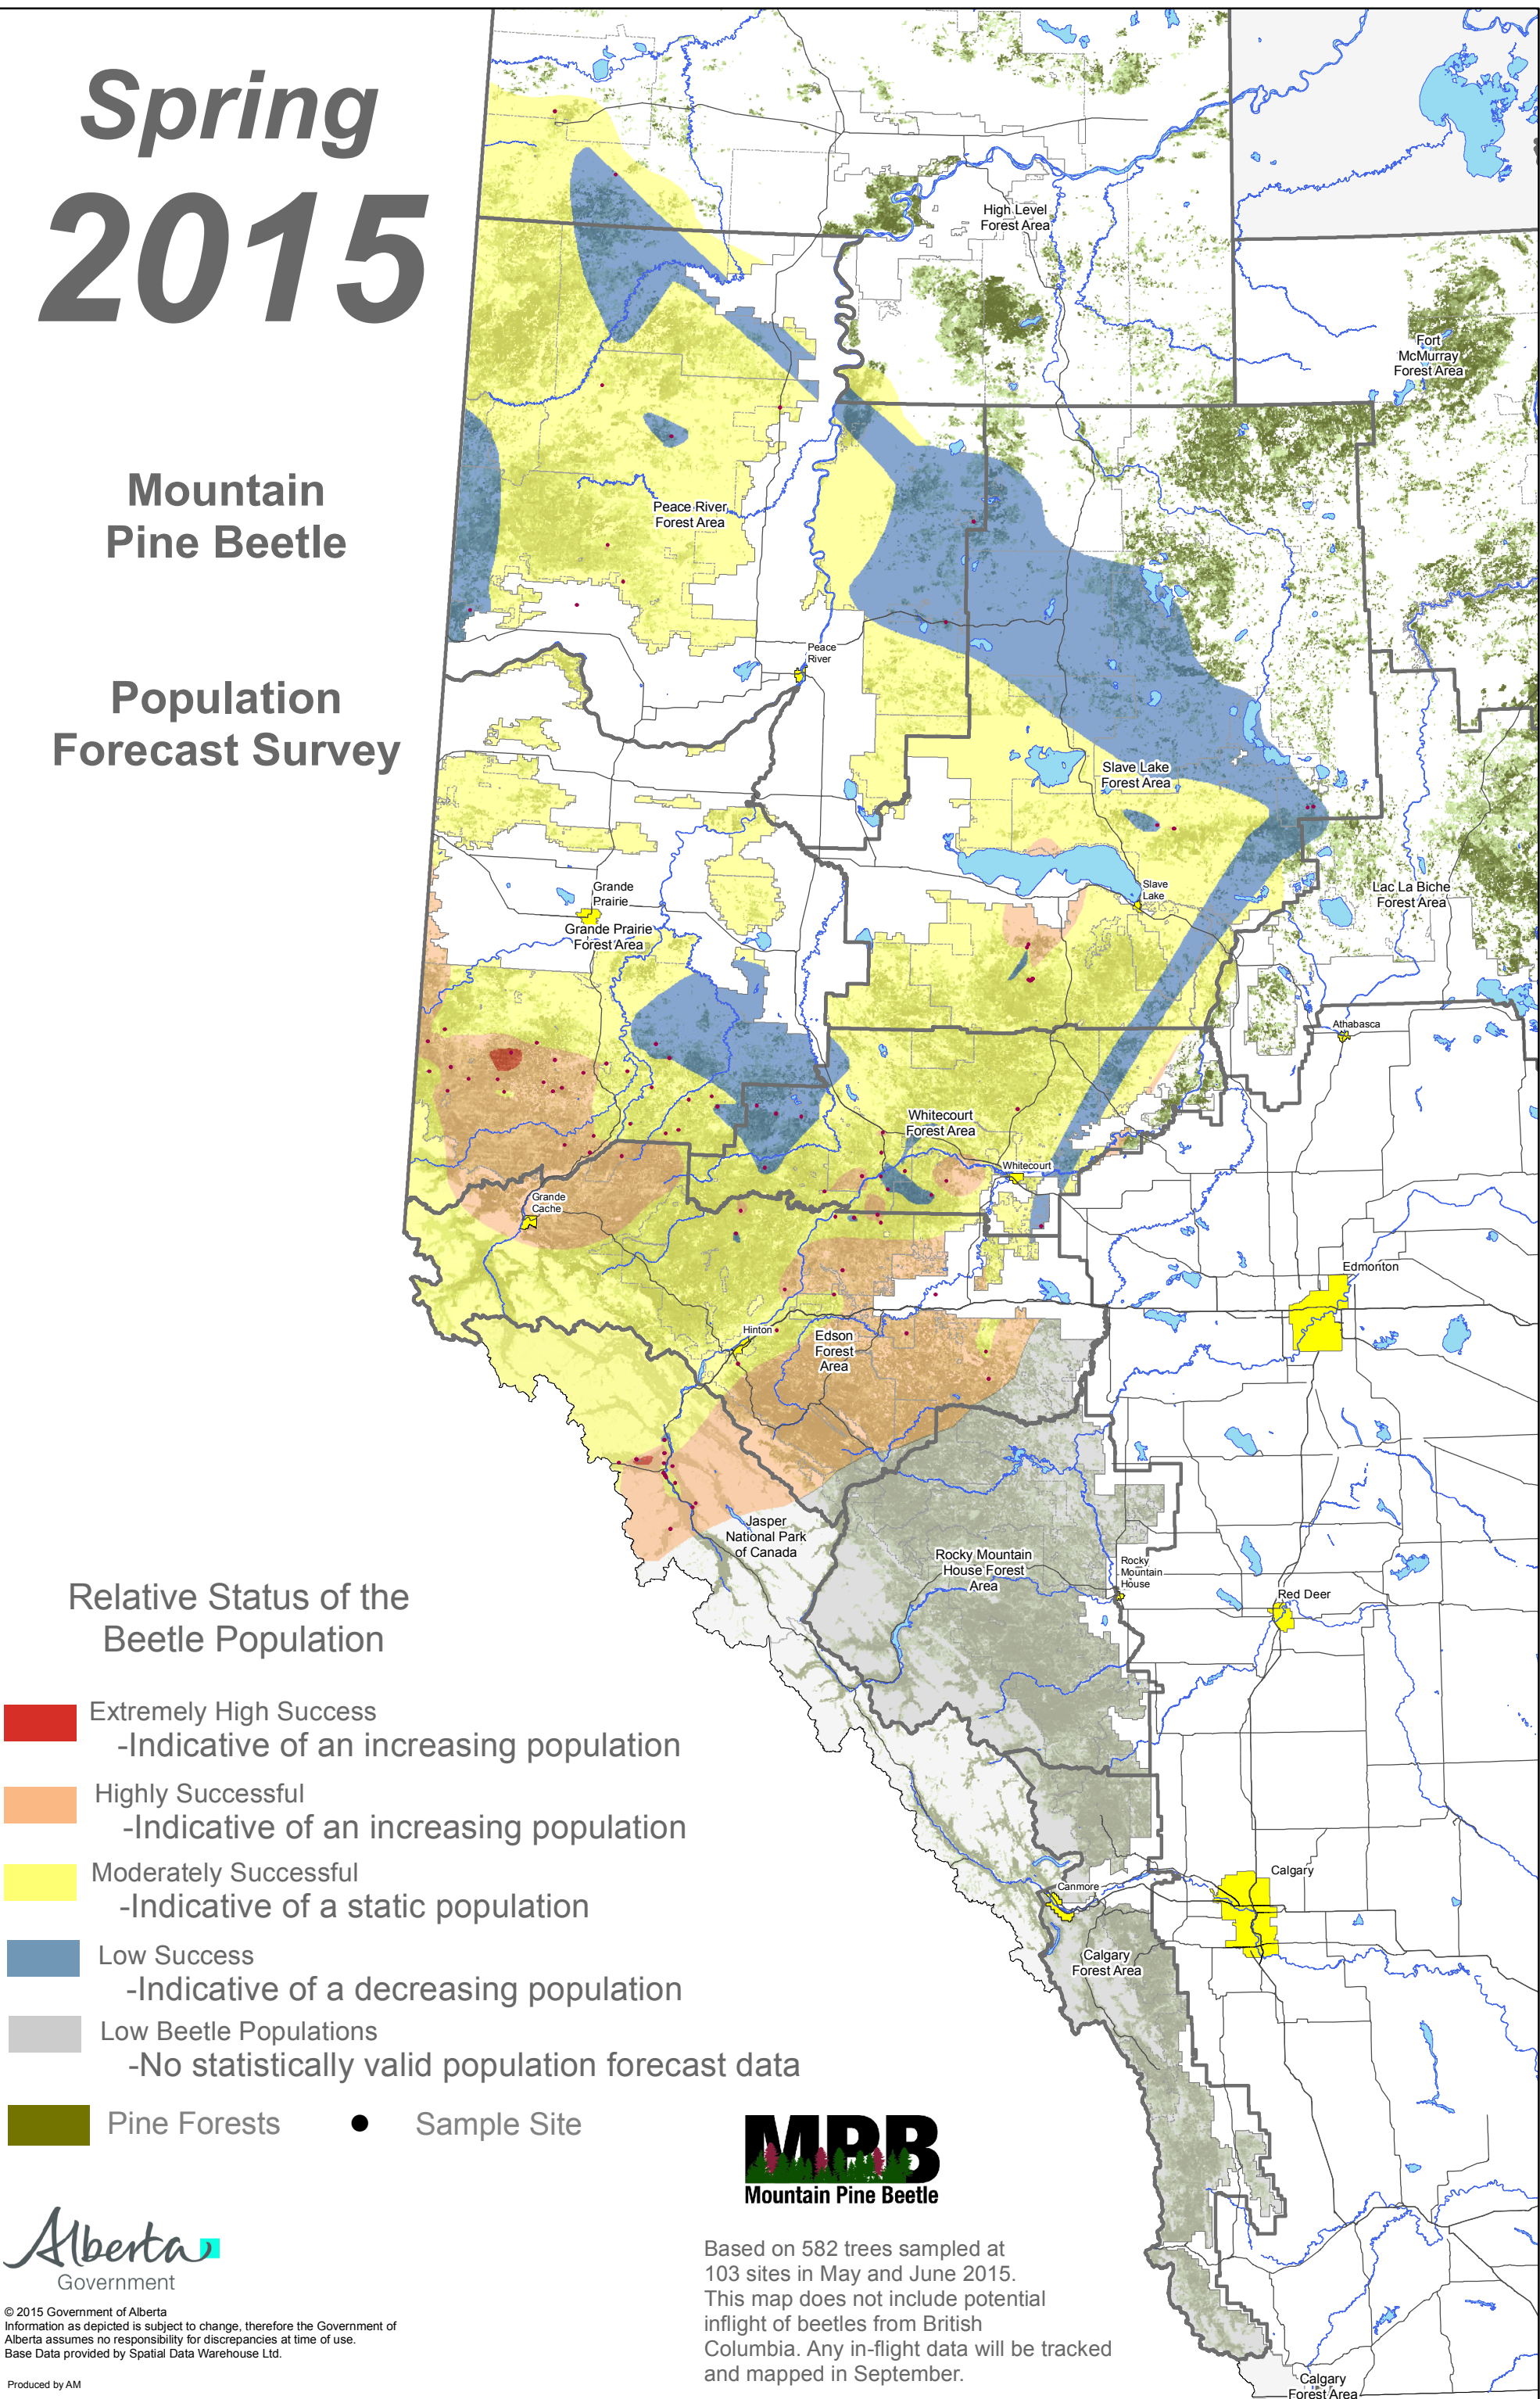 Spring
2015
Mountain
Pine Beetle
Population
Forecast Survey
High Level
Forest Area
Fort
McMurray
Forest Area
Peace River
Forest Area
Peace
River
Slave Lake
Forest Area
Slave
Lake
Lac La Biche
Forest Area
Grande
Prairie
Grande Prairie
Forest Area
Athabasca
Whitecourt
Forest Area
Whitecourt
Grande
Cache
Edmonton
Hinton
Edson
Forest
Area
Jasper
National Park
of Canada
Rocky Mountain
House Forest
Area
Rocky
Mountain
House
Red Deer
Canmore
Calgary
Calgary
Forest Area
Calgary
Forest Area
Relative Status of the
Beetle Population
Extremely High Success
-Indicative of an increasing population
Highly Successful
-Indicative of an increasing population
Moderately Successful
-Indicative of a static population
Low Success
-Indicative of a decreasing population
Low Beetle Populations
-No statistically valid population forecast data
Pine Forests
Sample Site
MPB
Mountain Pine Beetle
Based on 582 trees sampled at
103 sites in May and June 2015.
This map does not include potential
inflight of beetles from British
Columbia. Any in-flight data will be tracked
and mapped in September.
Alberta
Government
© 2015 Government of Alberta
Information as depicted is subject to change, therefore the Government of
Alberta assumes no responsibility for discrepancies at time of use.
Base Data provided by Spatial Data Warehouse Ltd.
Produced by AM